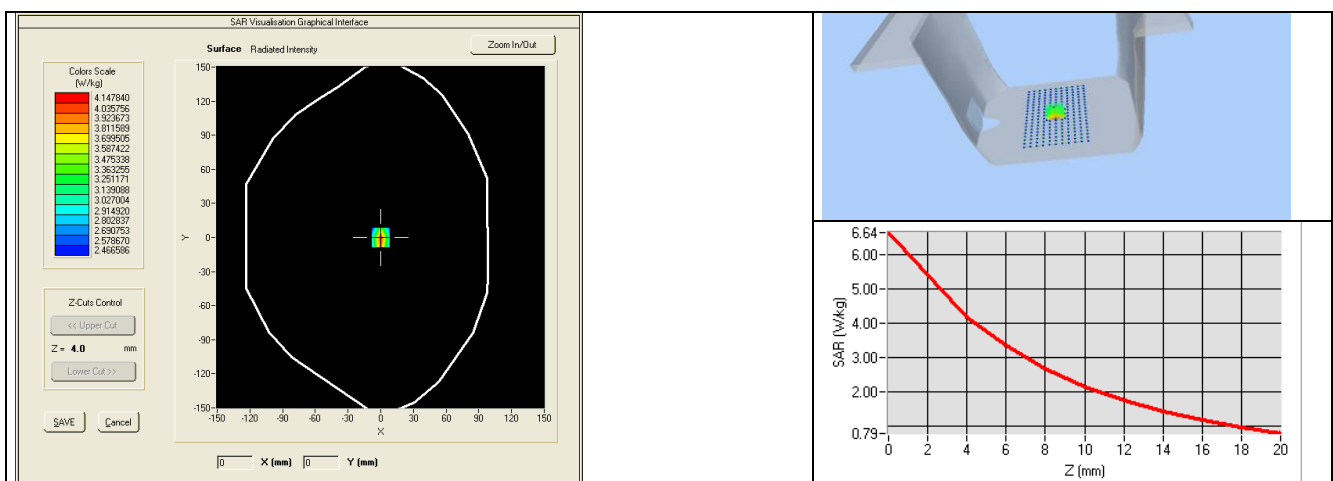 SAR Visualisation Graphical Interface
Surface Radiated Intensity
Zoom In/Out
Colors Scale
(W/kg)
4.147840
4.035756
3.923673
3.811589
3.699505
3.587422
3.475338
3.363255
3.251171
3.139088
3.027004
2.914920
2.802837
2.690753
2.578670
2.466586
Z-Cuts Control
<< Upper Cut
Z = 4.0 mm
Lower Cut >>
SAVE Cancel
150
120
90
60
30
Y 0
-30
-60
-90
-120
-150
-150 -120 -90 -60 -30 0 30 60 90 120 150
X
0 X (mm) 0 Y (mm)
6.64
6.00
5.00
4.00
3.00
2.00
0.79
SAR (W/kg)
0 2 4 6 8 10 12 14 16 18 20
Z (mm)